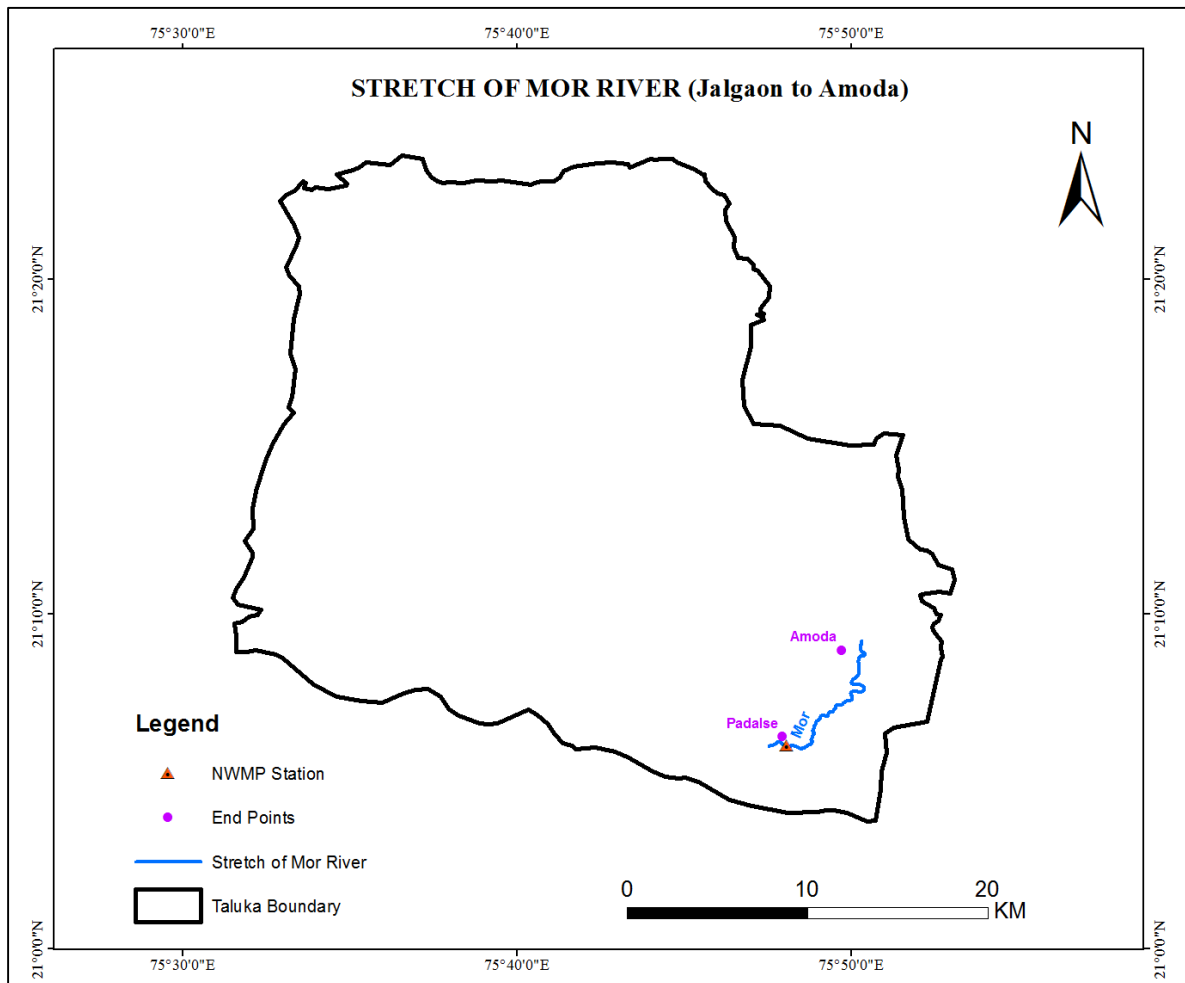 75°30'0"E 75°40'0"E 75°50'0"E
STRETCH OF MOR RIVER (Jalgaon to Amoda)
N
21°20'0"N 21°20'0"N
21°10'0"N 21°10'0"N
Amoda
Padalse
Mor
Legend
NWMP Station
End Points
Stretch of Mor River
Taluka Boundary
0 10 20
KM
21°0'0"N 21°0'0"N
75°30'0"E 75°40'0"E 75°50'0"E